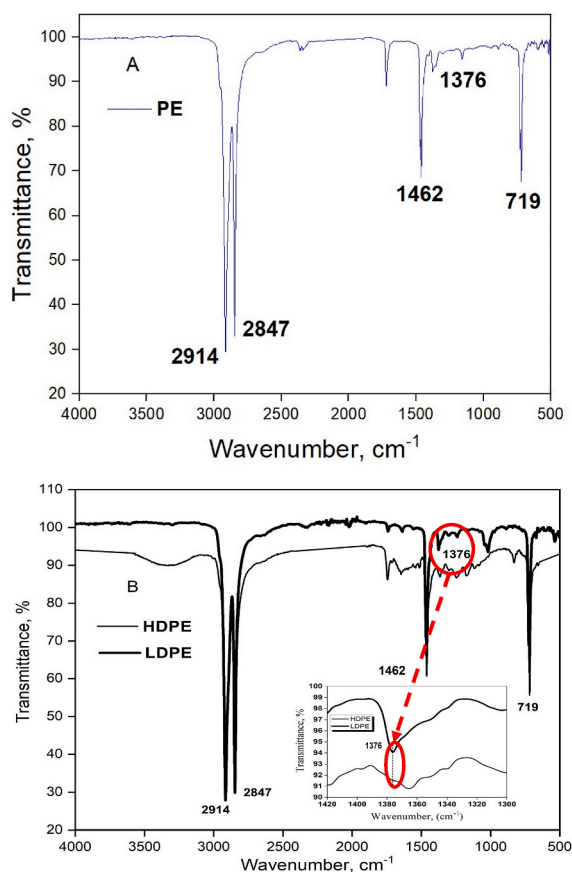 100
90
80
70
60
50
40
30
20
Transmittance, %
A
PE
1376
1462
719
2847
2914
4000 3500 3000 2500 2000 1500 1000 500
Wavenumber, cm-1
110
100
90
80
70
60
50
40
30
20
Transmittance, %
1376
B
HDPE
LDPE
1462
719
2847
2914
99
98
97
96
95
94
93
92
91
90
Transmittance, %
HDPE
LDPE
1376
1420 1400 1380 1360 1340 1320 1300
Wavenumber, (cm-1)
4000 3500 3000 2500 2000 1500 1000 500
Wavenumber, cm-1